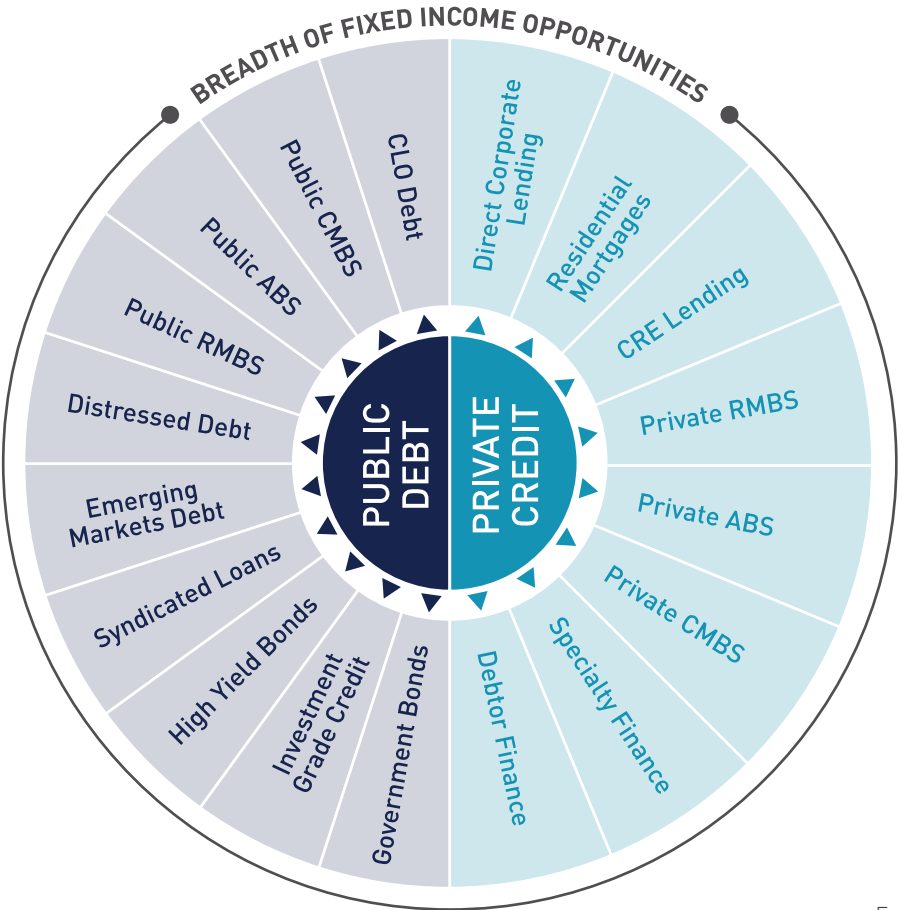 BREADTH OF FIXED INCOME OPPORTUNITIES
PUBLIC
DEBT
PRIVATE
CREDIT
Direct Corporate
Lending
Residential
Mortgages
CRE Lending
Private RMBS
Private ABS
Private CMBS
Specialty Finance
Debtor Finance
Government Bonds
Investment
Grade Credit
High Yield Bonds
Syndicated Loans
Emerging
Markets Debt
Distressed Debt
Public RMBS
Public ABS
Public CMBS
CLO Debt